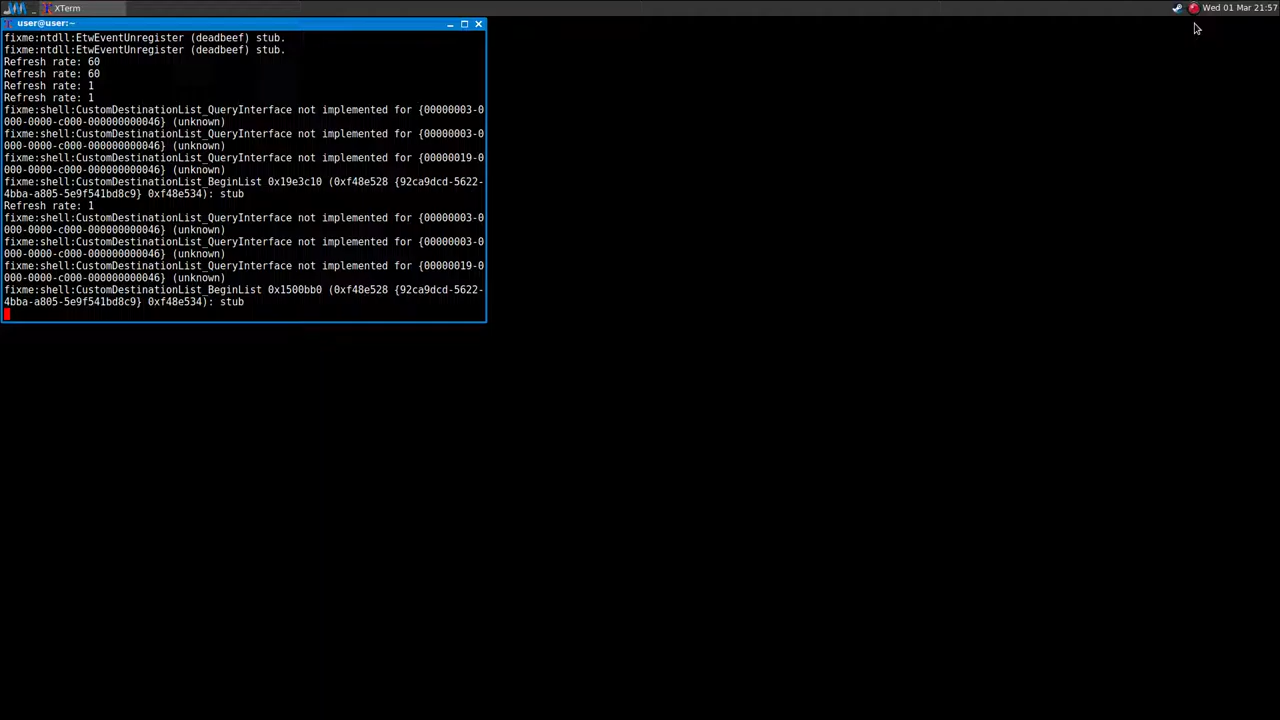 XTerm
Wed 01 Mar 21:57
user@user:~
fixme:ntdll:EtwEventUnregister (deadbeef) stub.
fixme:ntdll:EtwEventUnregister (deadbeef) stub.
Refresh rate: 60
Refresh rate: 60
Refresh rate: 1
Refresh rate: 1
fixme:shell:CustomDestinationList_QueryInterface not implemented for {00000003-0
000-0000-c000-000000000046} (unknown)
fixme:shell:CustomDestinationList_QueryInterface not implemented for {00000003-0
000-0000-c000-000000000046} (unknown)
fixme:shell:CustomDestinationList_QueryInterface not implemented for {00000019-0
000-0000-c000-000000000046} (unknown)
fixme:shell:CustomDestinationList_BeginList 0x19e3c10 (0xf48e528 {92ca9dcd-5622-
4bba-a805-5e9f541bd8c9} 0xf48e534): stub
Refresh rate: 1
fixme:shell:CustomDestinationList_QueryInterface not implemented for {00000003-0
000-0000-c000-000000000046} (unknown)
fixme:shell:CustomDestinationList_QueryInterface not implemented for {00000003-0
000-0000-c000-000000000046} (unknown)
fixme:shell:CustomDestinationList_QueryInterface not implemented for {00000019-0
000-0000-c000-000000000046} (unknown)
fixme:shell:CustomDestinationList_BeginList 0x1500bb0 (0xf48e528 {92ca9dcd-5622-
4bba-a805-5e9f541bd8c9} 0xf48e534): stub